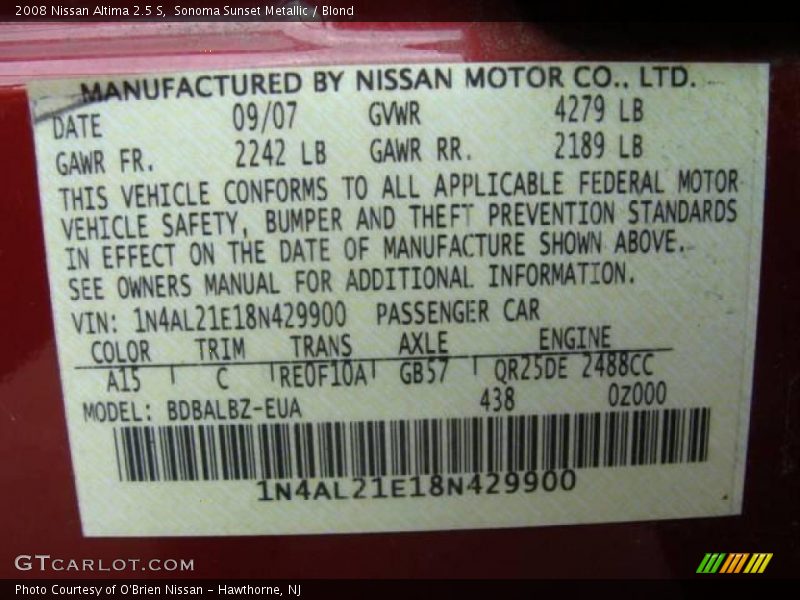 2008 Nissan Altima 2.5 S,  Sonoma Sunset Metallic / Blond
MANUFACTURED BY NISSAN MOTOR CO., LTD.
DATE 09/07 GVWR 4279 LB
GAWR FR. 2242 LB GAWR RR. 2189 LB
THIS VEHICLE CONFORMS TO ALL APPLICABLE FEDERAL MOTOR
VEHICLE SAFETY, BUMPER AND THEFT PREVENTION STANDARDS
IN EFFECT ON THE DATE OF MANUFACTURE SHOWN ABOVE.
SEE OWNERS MANUAL FOR ADDITIONAL INFORMATION.
VIN: 1N4AL21E18N429900 PASSENGER CAR
COLOR TRIM TRANS AXLE ENGINE
A15 C RE0F10A GB57 QR25DE 2488CC
MODEL: BDBALBZ-EUA 438 0Z000
1N4AL21E18N429900
GTCARLOT.COM
Photo Courtesy of O'Brien Nissan - Hawthorne, NJ